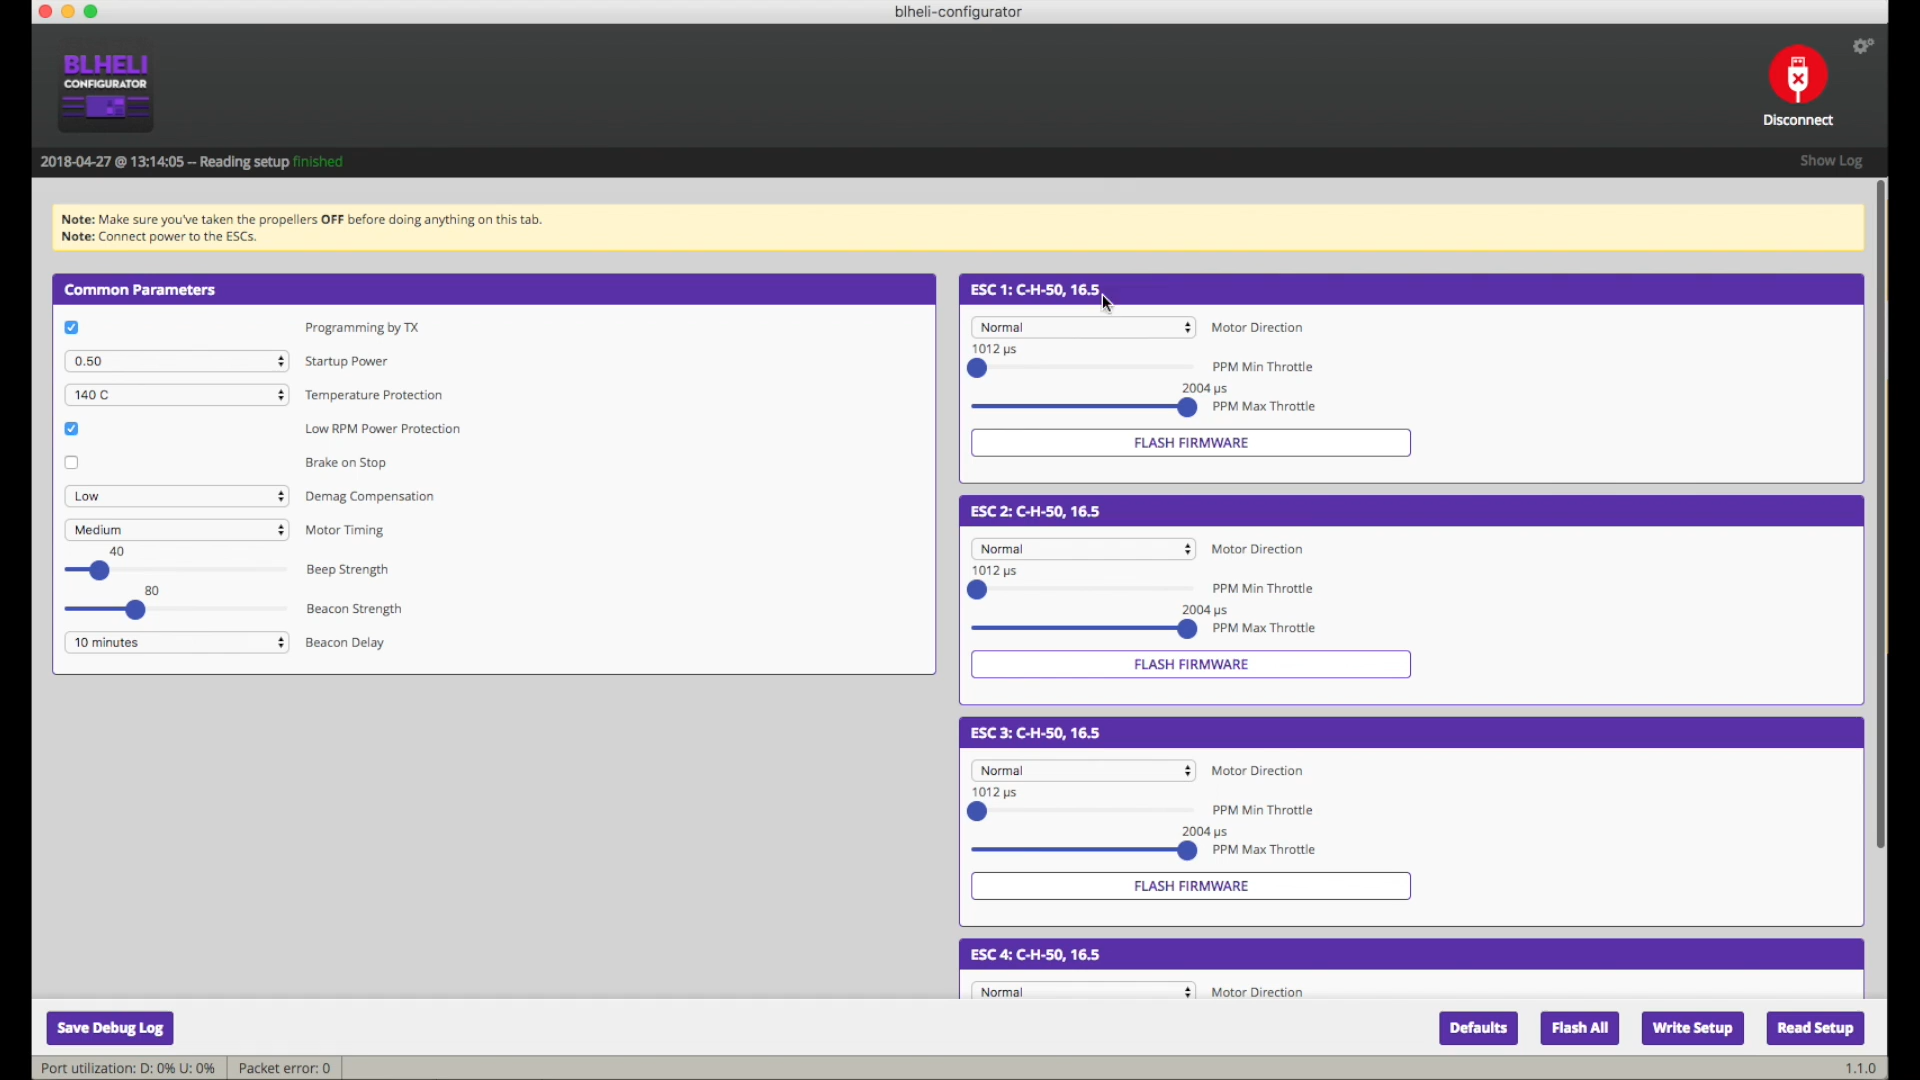 blheli-configurator
BLHELI
CONFIGURATOR
Disconnect
2018-04-27 @ 13:14:05 -- Reading setup finished
Show Log
Note: Make sure you've taken the propellers OFF before doing anything on this tab.
Note: Connect power to the ESCs.
Common Parameters
Programming by TX
0.50 Startup Power
140 C Temperature Protection
Low RPM Power Protection
Brake on Stop
Low Demag Compensation
Medium Motor Timing
40
Beep Strength
80
Beacon Strength
10 minutes Beacon Delay
ESC 1: C-H-50, 16.5
Normal Motor Direction
1012 µs
PPM Min Throttle
2004 µs
PPM Max Throttle
FLASH FIRMWARE
ESC 2: C-H-50, 16.5
Normal Motor Direction
1012 µs
PPM Min Throttle
2004 µs
PPM Max Throttle
FLASH FIRMWARE
ESC 3: C-H-50, 16.5
Normal Motor Direction
1012 µs
PPM Min Throttle
2004 µs
PPM Max Throttle
FLASH FIRMWARE
ESC 4: C-H-50, 16.5
Normal Motor Direction
Save Debug Log
Defaults
Flash All
Write Setup
Read Setup
Port utilization: D: 0% U: 0%
Packet error: 0
1.1.0